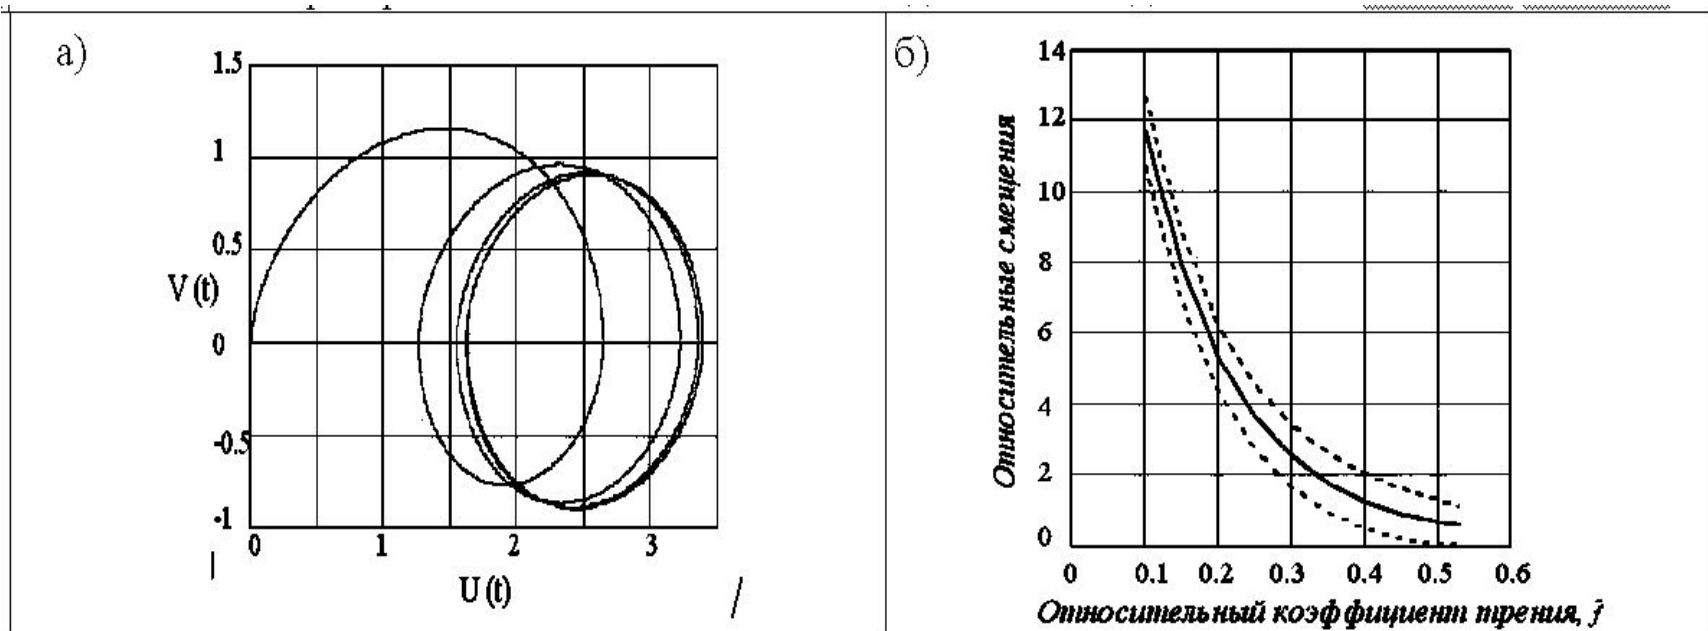 а)
1.5
1
0.5
V(t)
0
-0.5
-1
0 1 2 3
U(t)
б)
14
12
10
8
6
4
2
0
0 0.1 0.2 0.3 0.4 0.5 0.6
Относительные смещения
Относительный коэффициент трения, f